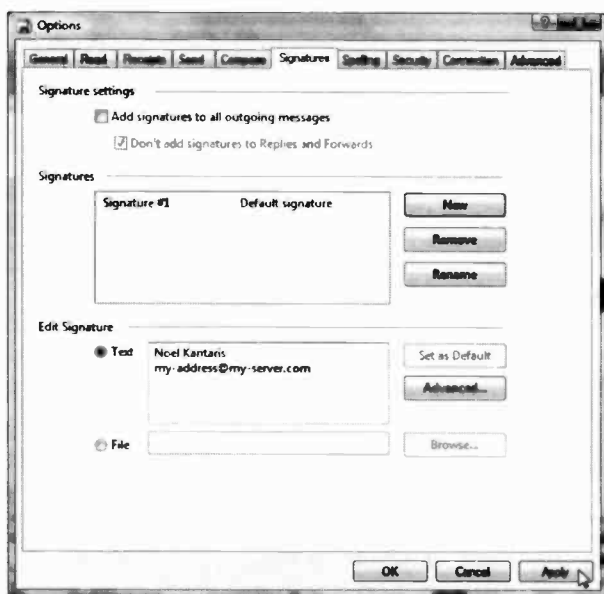 Options
General Read Receipts Send Compose Signatures Spelling Security Connection Advanced
Signature settings
Add signatures to all outgoing messages
Don't add signatures to Replies and Forwards
Signatures
Signature #1 Default signature
New
Remove
Rename
Edit Signature
Text Noel Kantaris Set as Default
my-address@my-server.com
Advanced...
File Browse...
OK Cancel Apply